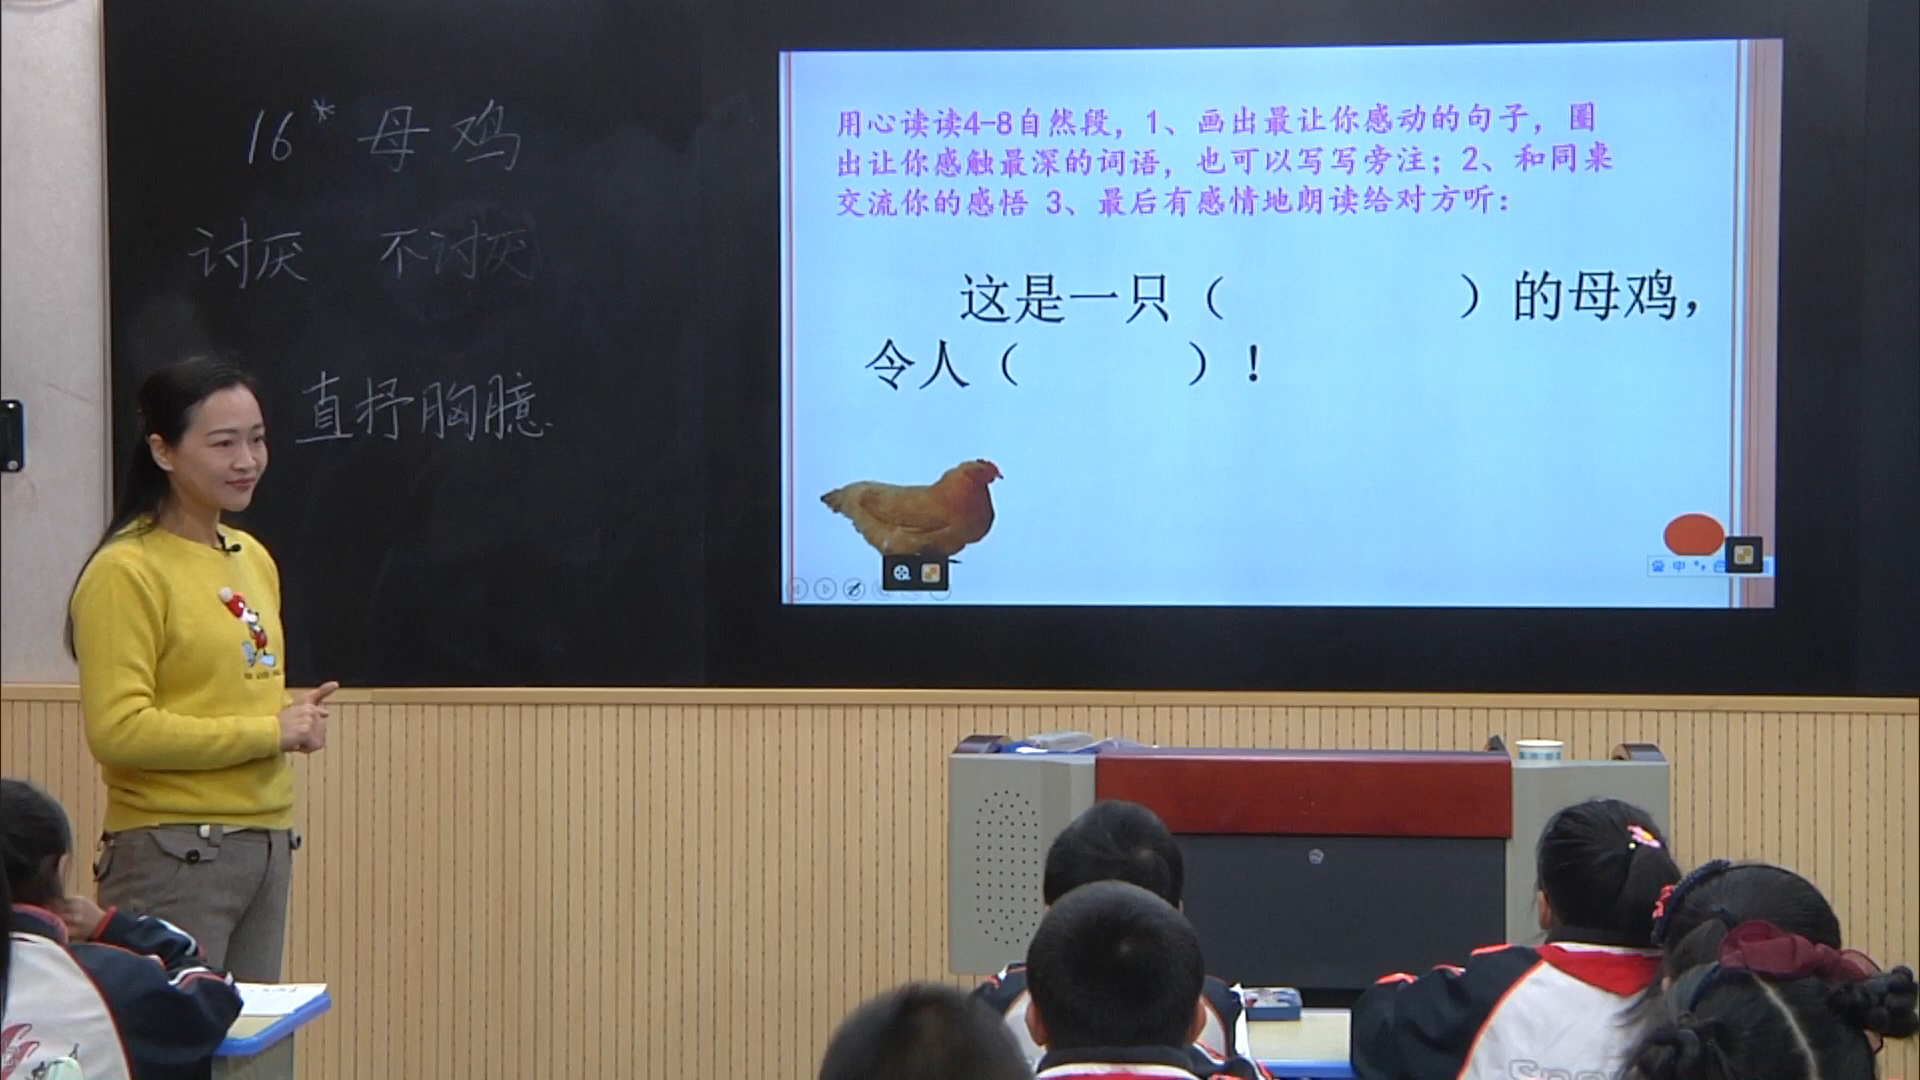 16* 母鸡
讨厌 不讨厌
直抒胸臆.
用心读读4-8自然段，1、画出最让你感动的句子，圈
出让你感触最深的词语，也可以写写旁注；2、和同桌
交流你的感悟 3、最后有感情地朗读给对方听：
这是一只（ ）的母鸡，
令人（ ）！
中